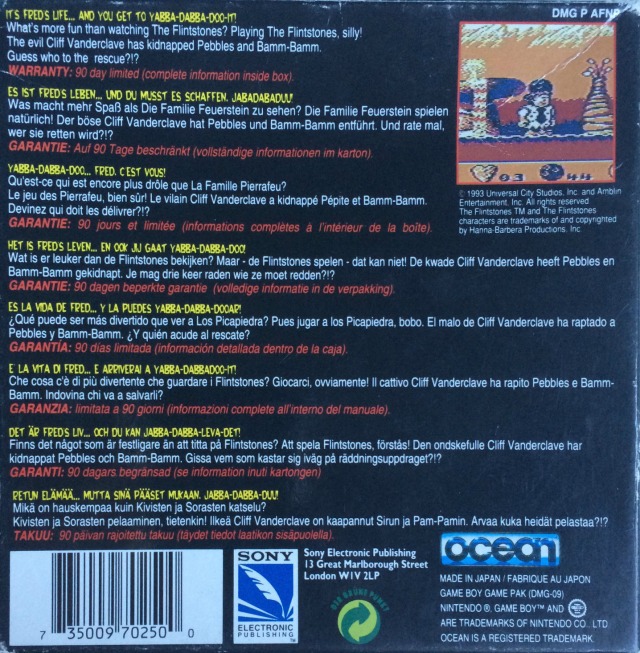 IT'S FRED'S LIFE... AND YOU GET TO YABBA-DABBA-DOO-IT!
What's more fun than watching The Flintstones? Playing The Flintstones, silly!
The evil Cliff Vanderclave has kidnapped Pebbles and Bamm-Bamm.
Guess who to the rescue?!?
WARRANTY: 90 day limited (complete information inside box).
ES IST FRED'S LEBEN... UND DU MUSST ES SCHAFFEN. JABADABADUU!
Was macht mehr Spaß als Die Familie Feuerstein zu sehen? Die Familie Feuerstein spielen
natürlich! Der böse Cliff Vanderclave hat Pebbles und Bamm-Bamm entführt. Und rate mal,
wer sie retten wird?!?
GARANTIE: Auf 90 Tage beschränkt (vollständige informationen im karton).
YABBA-DABBA-DOO... FRED. C'EST VOUS!
Qu'est-ce qui est encore plus drôle que La Famille Pierrafeu?
Le jeu des Pierrafeu, bien sûr! Le vilain Cliff Vanderclave a kidnappé Pépite et Bamm-Bamm.
Devinez qui doit les délivrer?!?
GARANTIE: 90 jours et limitée (informations complètes à l'intérieur de la boîte).
HET IS FRED'S LEVEN... EN OOK JIJ GAAT YABBA-DABBA-DOO!
Wat is er leuker dan de Flintstones bekijken? Maar - de Flintstones spelen - dat kan niet! De kwade Cliff Vanderclave heeft Pebbles en
Bamm-Bamm gekidnapt. Je mag drie keer raden wie ze moet redden?!?
GARANTIE: 90 dagen beperkte garantie (volledige informatie in de verpakking).
ES LA VIDA DE FRED... Y LA PUEDES YABBA-DABBA-DOOAR!
¿Qué puede ser más divertido que ver a Los Picapiedra? Pues jugar a los Picapiedra, bobo. El malo de Cliff Vanderclave ha raptado a
Pebbles y Bamm-Bamm. ¿Y quién acude al rescate?
GARANTÍA: 90 días limitada (información detallada dentro de la caja).
E LA VITA DI FRED... E ARRIVERAI A YABBA-DABBADOO-IT!
Che cosa c'è di più divertente che guardare i Flintstones? Giocarci, ovviamente! Il cattivo Cliff Vanderclave ha rapito Pebbles e Bamm-
Bamm. Indovina chi va a salvarli?
GARANZIA: limitata a 90 giorni (informazioni complete all'interno del manuale).
DET ÄR FRED'S LIV... OCH DU KAN JABBA-DABBA-LEVA-DET!
Finns det något som är festligare än att titta på Flintstones? Att spela Flintstones, förstås! Den ondskefulle Cliff Vanderclave har
kidnappat Pebbles och Bamm-Bamm. Gissa vem som kastar sig iväg på räddningsuppdraget?!?
GARANTI: 90 dagars begränsad (se information inuti kartongen)
RETUN ELÄMÄÄ... MUTTA SINÄ PÄÄSET MUKAAN. JABBA-DABBA-DUU!
Mikä on hauskempaa kuin Kivisten ja Sorasten katselu?
Kivisten ja Sorasten pelaaminen, tietenkin! Ilkeä Cliff Vanderclave on kaapannut Sirun ja Pam-Pamin. Arvaa kuka heidät pelastaa?!?
TAKUU: 90 päivän rajoitettu takuu (täydet tiedot laatikon sisäpuolella).
DMG P AFNP
03 44
© 1993 Universal City Studios, Inc. and Amblin
Entertainment, Inc. All rights reserved
The Flintstones TM and The Flintstones
characters are trademarks of and copyrighted
by Hanna-Barbera Productions, Inc
7 35009 70250 0
SONY
ELECTRONIC
PUBLISHING™
Sony Electronic Publishing
13 Great Marlborough Street
London W1V 2LP
DER GRÜNE PUNKT
ocean
MADE IN JAPAN / FABRIQUE AU JAPON
GAME BOY GAME PAK (DMG-09)
NINTENDO ®, GAME BOY™ AND
ARE TRADEMARKS OF NINTENDO CO., LTD
OCEAN IS A REGISTERED TRADEMARK.